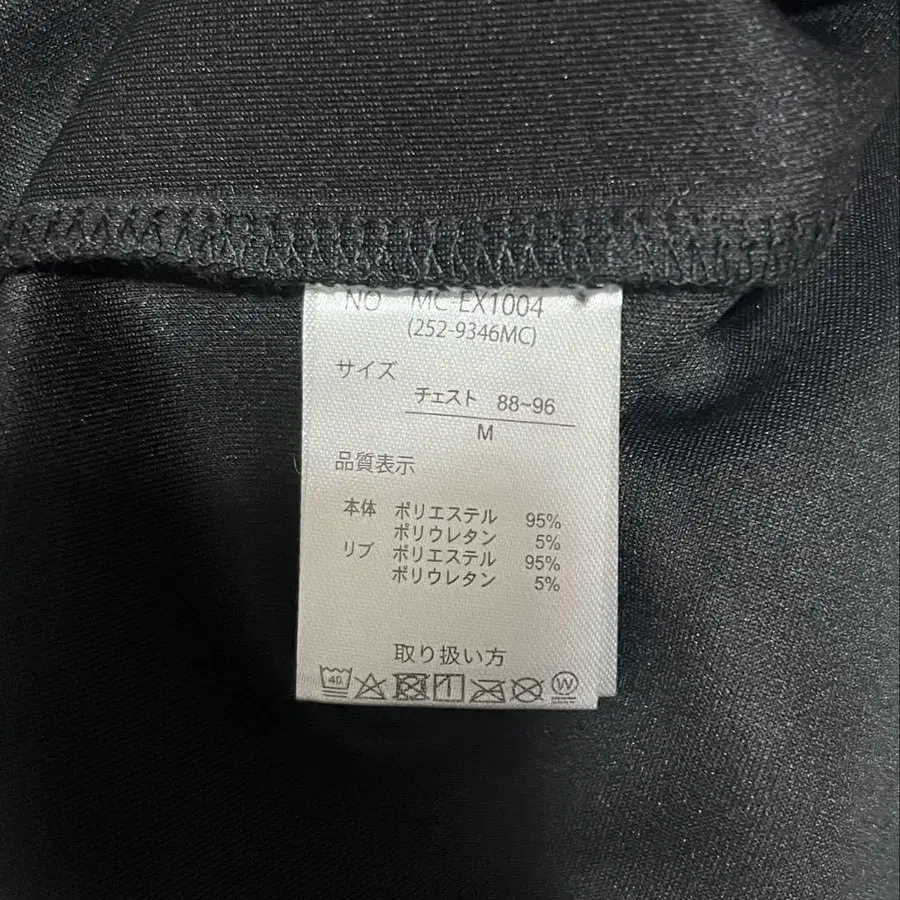 NO MC-EX1004
(252-9346MC)
サイズ
チェスト 88~96
M
品質表示
本体 ポリエステル 95%
ポリウレタン 5%
リブ ポリエステル 95%
ポリウレタン 5%
取り扱い方
40
W